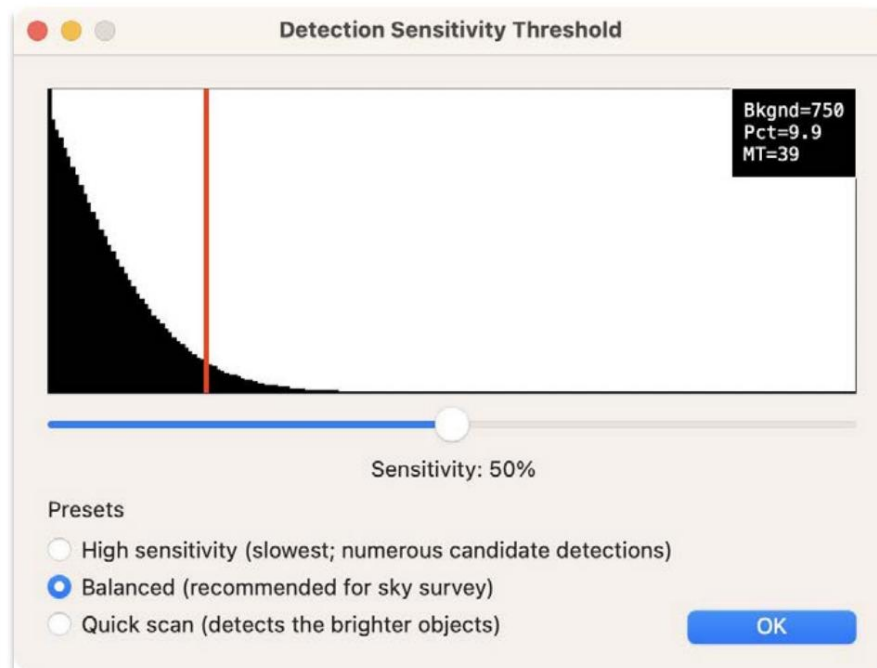 Detection Sensitivity Threshold
Bkgnd=750
Pct=9.9
MT=39
Sensitivity: 50%
Presets
High sensitivity (slowest; numerous candidate detections)
Balanced (recommended for sky survey)
Quick scan (detects the brighter objects)
OK